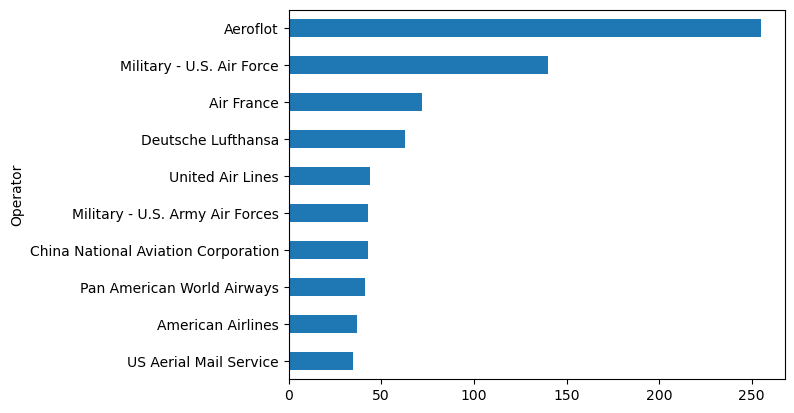 Aeroflot
Military - U.S. Air Force
Air France
Deutsche Lufthansa
United Air Lines
Military - U.S. Army Air Forces
China National Aviation Corporation
Pan American World Airways
American Airlines
US Aerial Mail Service
Operator
0 50 100 150 200 250